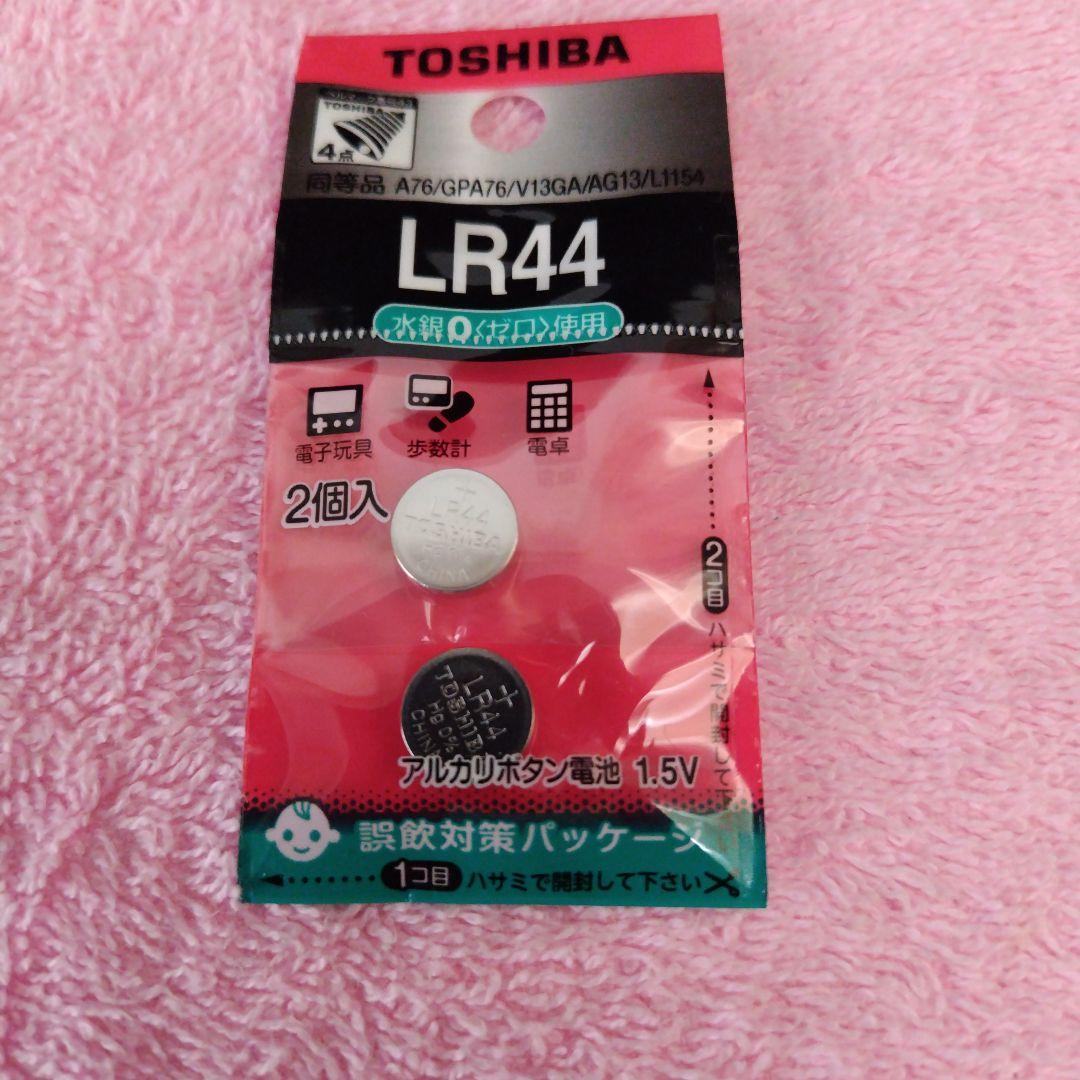 TOSHIBA
TOSHIBA
4点
同等品 A76/GPA76/V13GA/AG13/L1154
LR44
水銀0〈ゼロ〉使用
電子玩具 歩数計 電卓
2個入
+
LR44
TOSHIBA
CHINA
+
LR44
TOSHIB
HG 0%
CHINA
アルカリボタン電池 1.5V
誤飲対策パッケージ
1コ目 ハサミで開封して下さい
2コ目 ハサミで開封して下